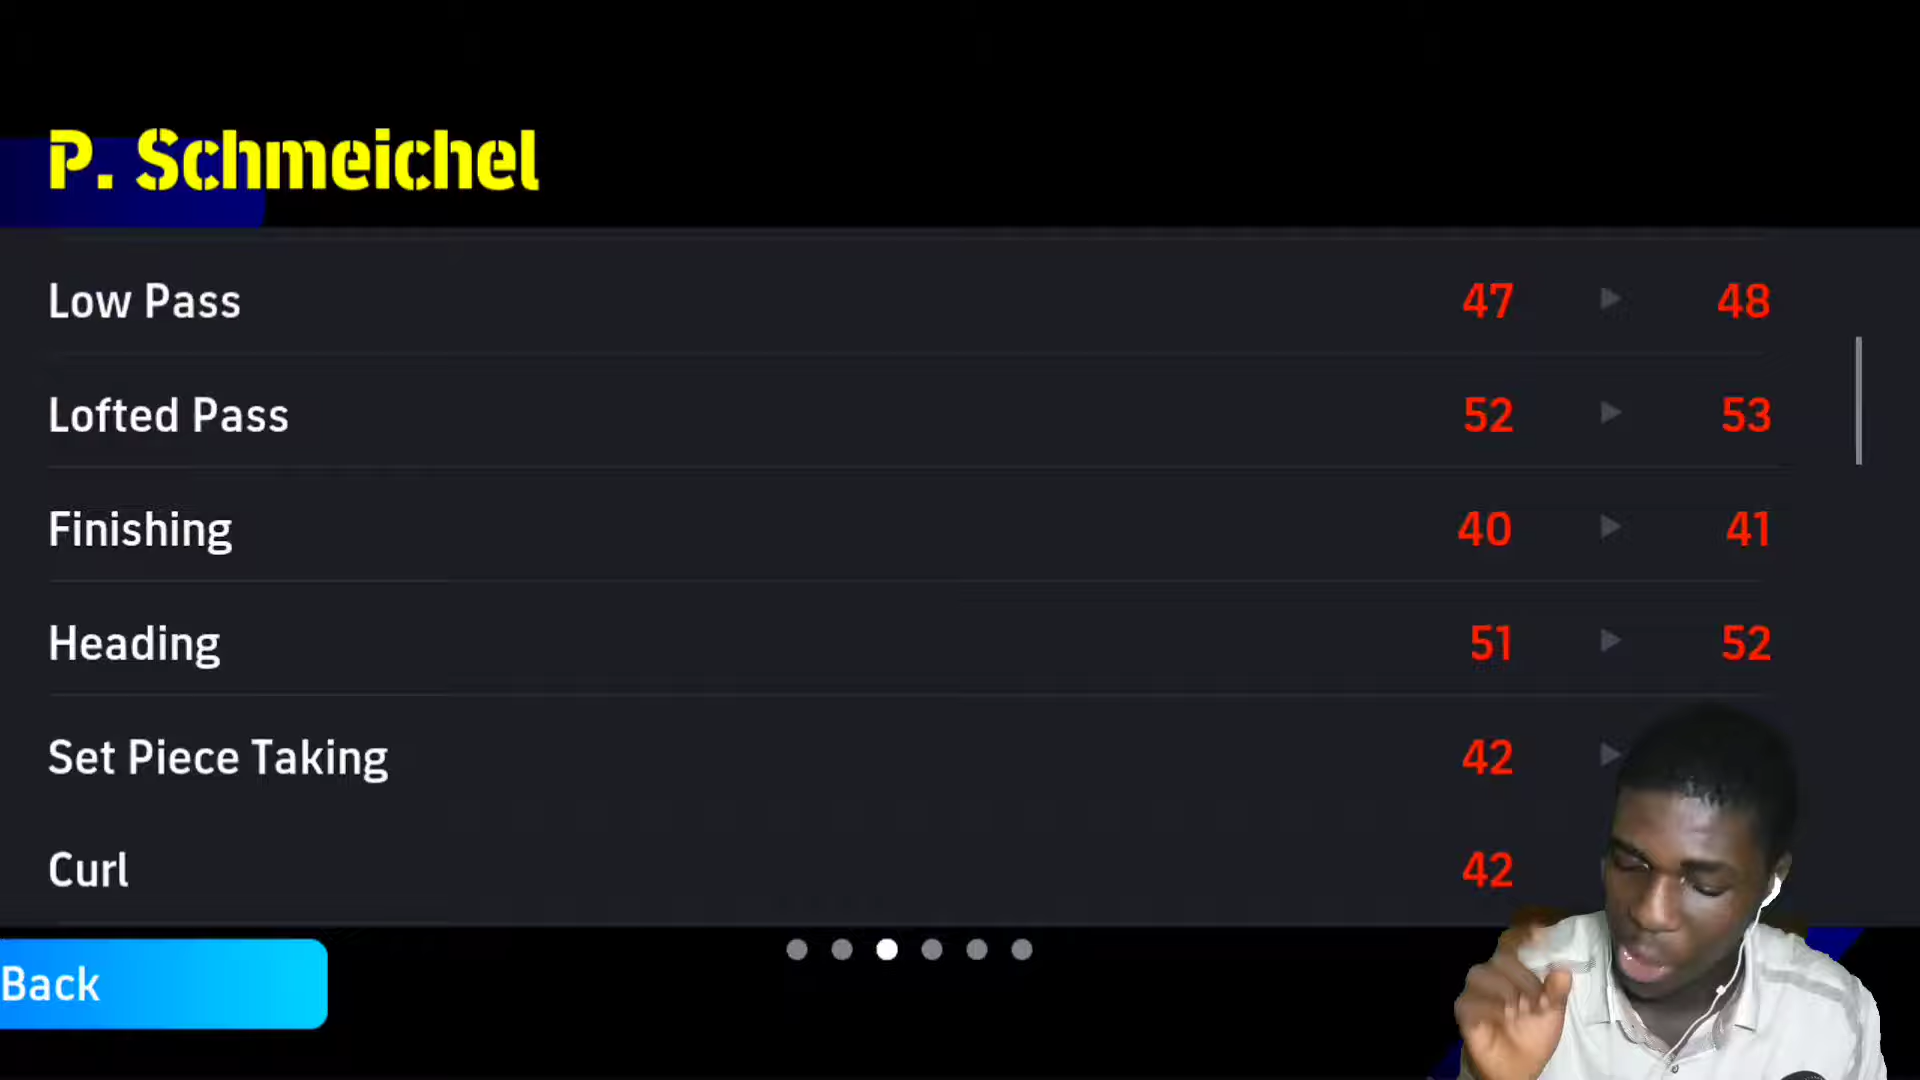 P. Schmeichel
Low Pass 47 ▶ 48
Lofted Pass 52 ▶ 53
Finishing 40 ▶ 41
Heading 51 ▶ 52
Set Piece Taking 42 ▶
Curl 42
Back